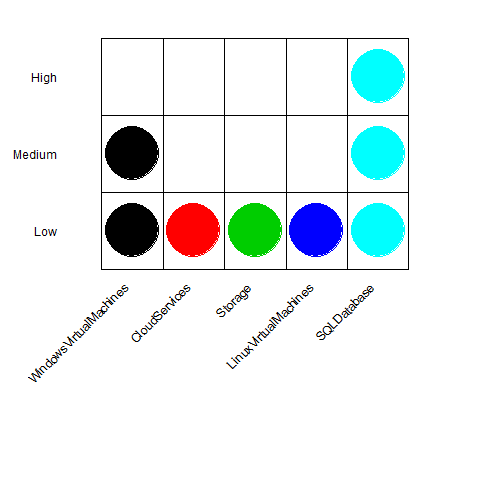 High
Medium
Low
WindowsVirtualMachines
CloudServices
Storage
LinuxVirtualMachines
SQLDatabase